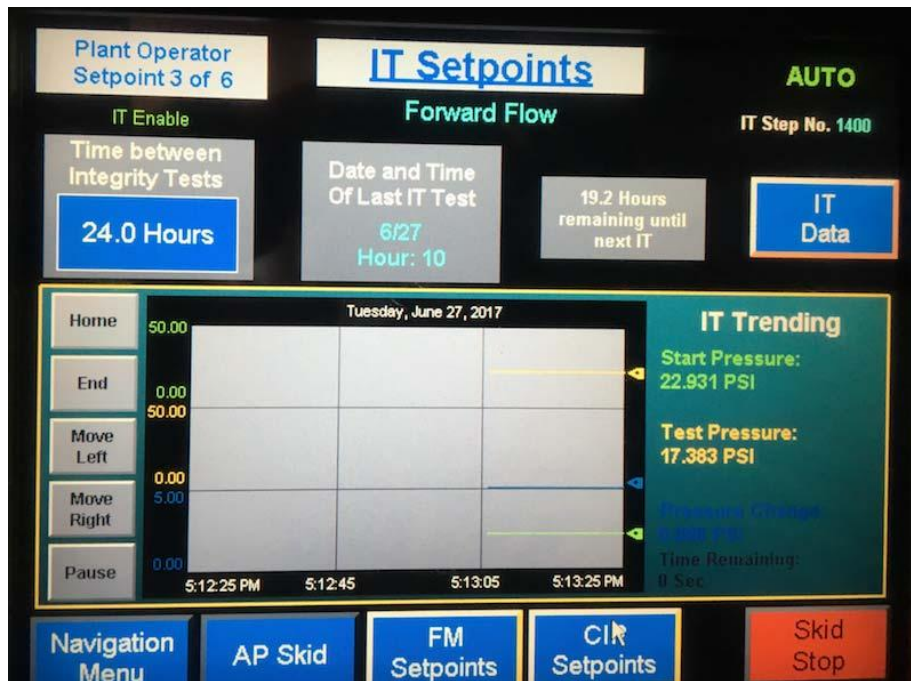 Plant Operator
Setpoint 3 of 6
IT Setpoints
AUTO
IT Enable
Forward Flow
IT Step No. 1400
Time between
Integrity Tests
24.0 Hours
Date and Time
Of Last IT Test
6/27
Hour: 10
19.2 Hours
remaining until
next IT
IT
Data
Home
End
Move
Left
Move
Right
Pause
Tuesday, June 27, 2017
50.00
0.00
50.00
0.00
5.00
0.00
5:12:25 PM
5:12:45
5:13:05
5:13:25 PM
IT Trending
Start Pressure:
22.931 PSI
Test Pressure:
17.383 PSI
Pressure Change:
PSI
Time Remaining:
0 Sec
Navigation
Menu
AP Skid
FM
Setpoints
CIP
Setpoints
Skid
Stop